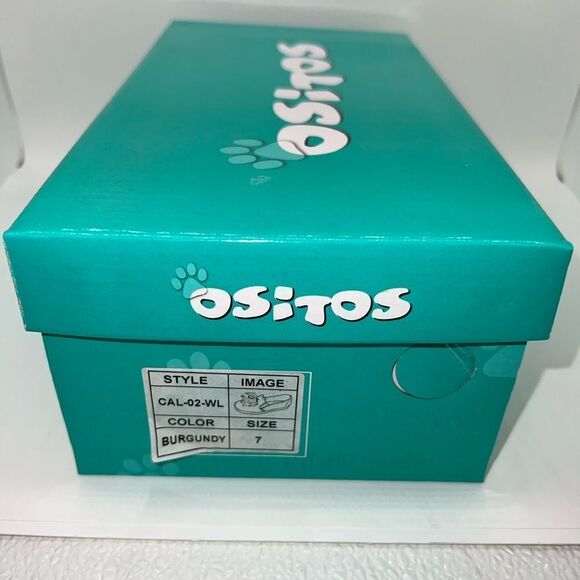 OSiTOS
OSiTOS
STYLE IMAGE
CAL-02-WL
COLOR SIZE
BURGUNDY 7